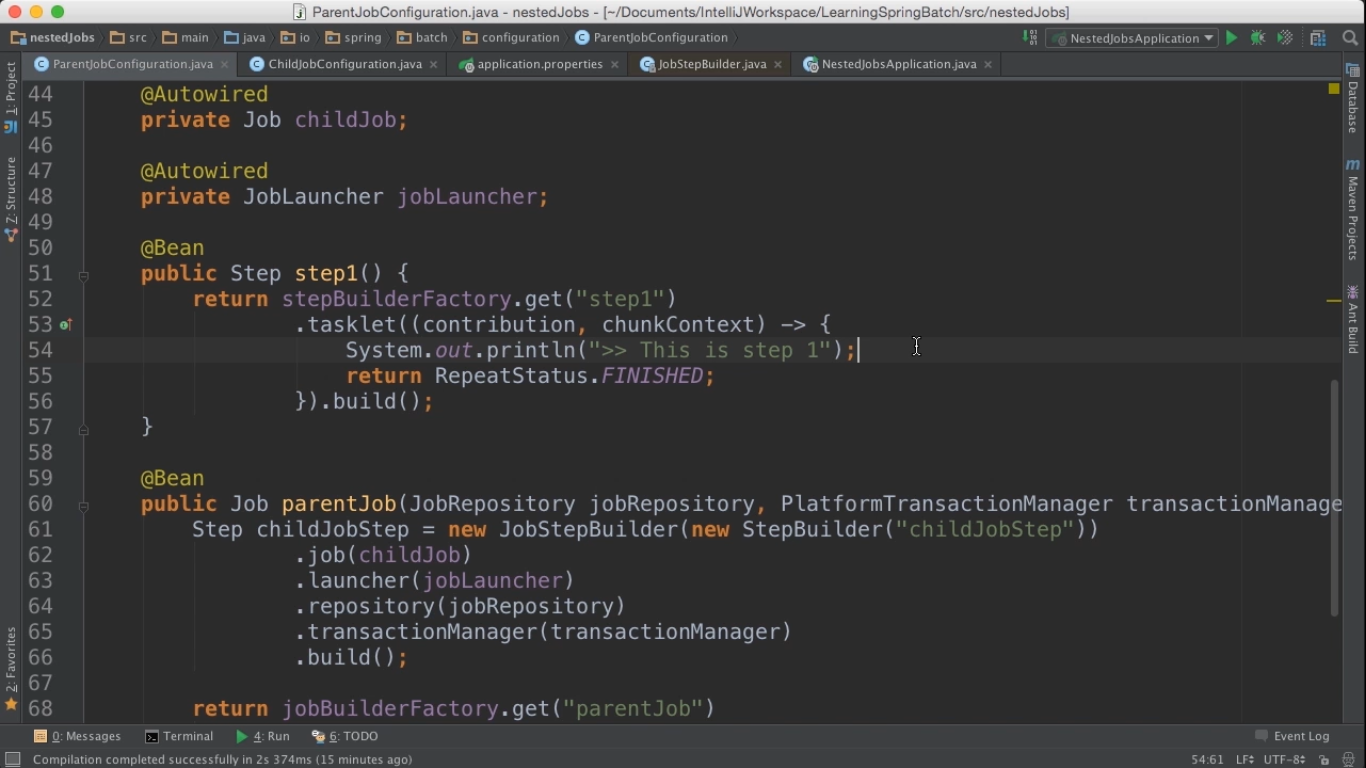 ParentJobConfiguration.java - nestedJobs - [~/Documents/IntelliJWorkspace/LearningSpringBatch/src/nestedJobs]
nestedJobs src main java io spring batch configuration ParentJobConfiguration NestedJobsApplication
ParentJobConfiguration.java ChildJobConfiguration.java application.properties JobStepBuilder.java NestedJobsApplication.java
1: Project
Z: Structure
2: Favorites
44 @Autowired
45 private Job childJob;
46
47 @Autowired
48 private JobLauncher jobLauncher;
49
50 @Bean
51 public Step step1() {
52 return stepBuilderFactory.get("step1")
53 .tasklet((contribution, chunkContext) -> {
54 System.out.println(">> This is step 1");
55 return RepeatStatus.FINISHED;
56 }).build();
57 }
58
59 @Bean
60 public Job parentJob(JobRepository jobRepository, PlatformTransactionManager transactionManage
61 Step childJobStep = new JobStepBuilder(new StepBuilder("childJobStep"))
62 .job(childJob)
63 .launcher(jobLauncher)
64 .repository(jobRepository)
65 .transactionManager(transactionManager)
66 .build();
67
68 return jobBuilderFactory.get("parentJob")
Database
Maven Projects
Ant Build
0: Messages Terminal 4: Run 6: TODO Event Log
Compilation completed successfully in 2s 374ms (15 minutes ago) 54:61 LF UTF-8